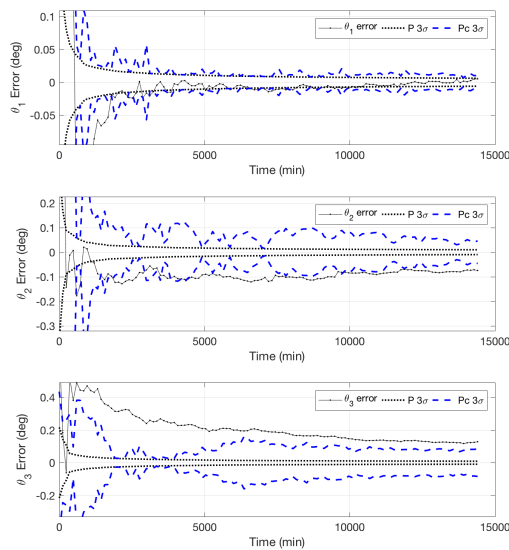 0.1
0.05
0
-0.05
θ1 Error (deg)
θ1 error P 3σ Pc 3σ
0 5000 10000 15000
Time (min)
0.2
0.1
0
-0.1
-0.2
-0.3
θ2 Error (deg)
θ2 error P 3σ Pc 3σ
0 5000 10000 15000
Time (min)
0.4
0.2
0
-0.2
θ3 Error (deg)
θ3 error P 3σ Pc 3σ
0 5000 10000 15000
Time (min)